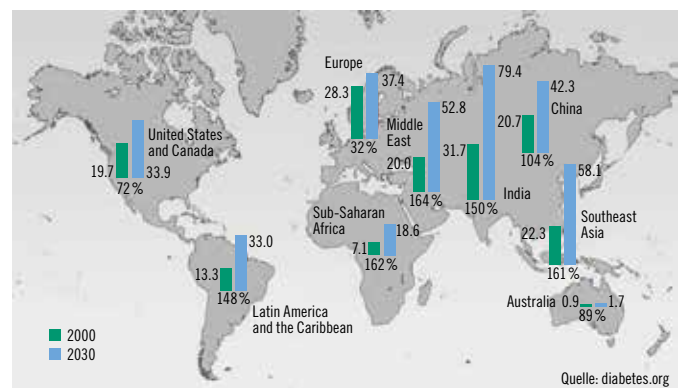 Europe
37.4
28.3
32 %
79.4
52.8
42.3
20.7
China
104 %
Middle
East
20.0
164 %
31.7
India
150 %
United States
and Canada
19.7
33.9
72 %
58.1
22.3
Southeast
Asia
161 %
Sub-Saharan
Africa
18.6
7.1
162 %
33.0
13.3
148 %
Latin America
and the Caribbean
Australia
0.9
1.7
89 %
2000
2030
Quelle: diabetes.org